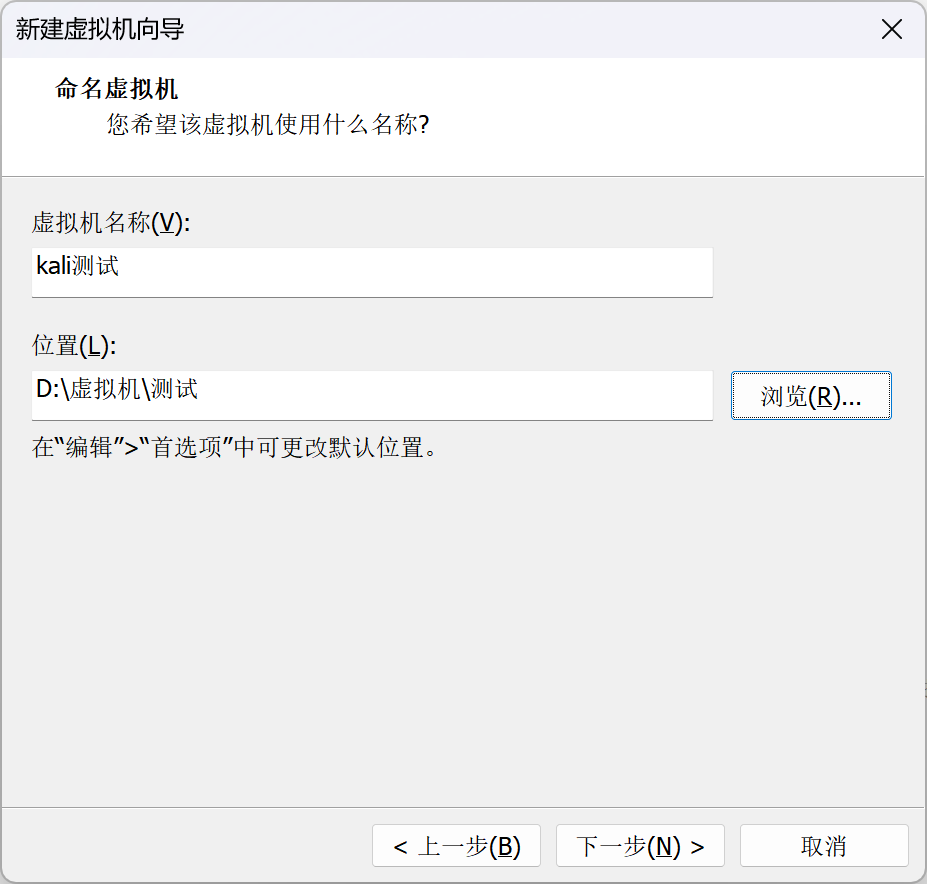 新建虚拟机向导
命名虚拟机
您希望该虚拟机使用什么名称?
虚拟机名称(V):
kali测试
位置(L):
D:\虚拟机\测试
浏览(R)...
在“编辑”>“首选项”中可更改默认位置。
< 上一步(B) 下一步(N) > 取消